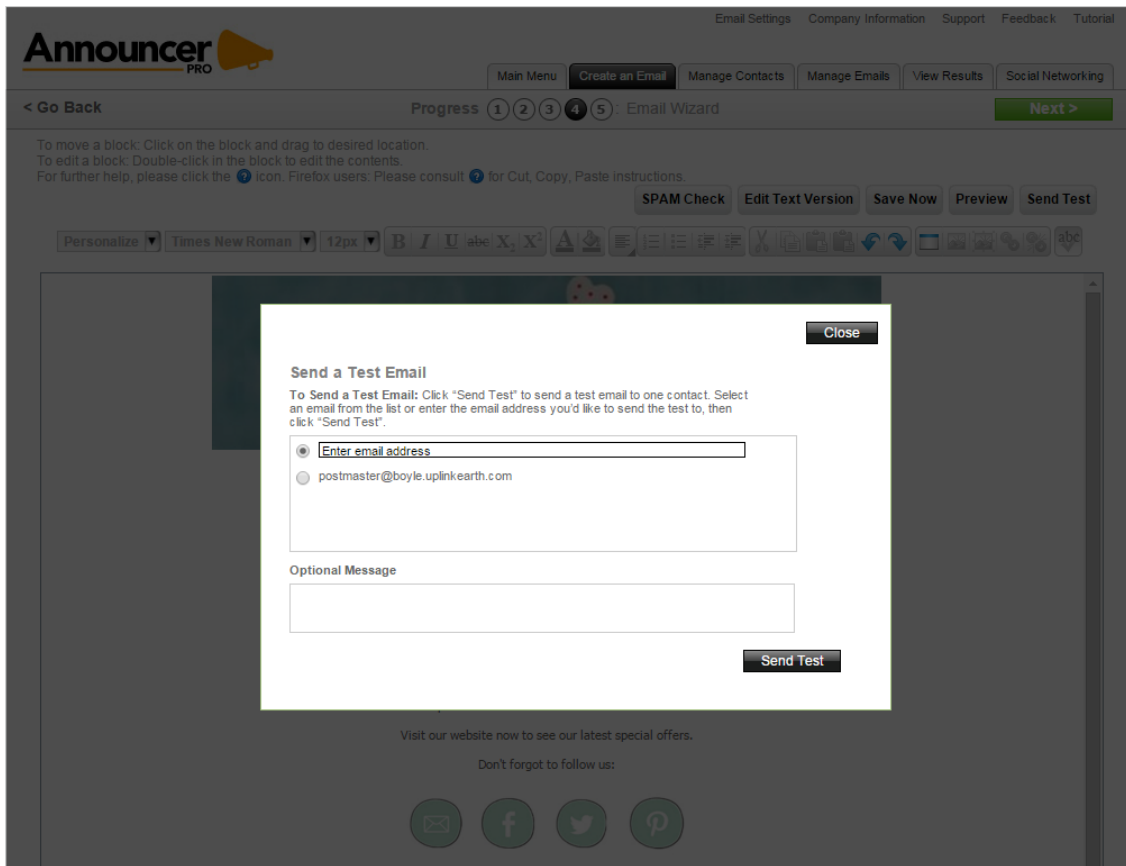 Email Settings Company Information Support Feedback Tutorial
Announcer
PRO
Main Menu Create an Email Manage Contacts Manage Emails View Results Social Networking
< Go Back Progress 1 2 3 4 5 : Email Wizard Next >
To move a block: Click on the block and drag to desired location.
To edit a block: Double-click in the block to edit the contents.
For further help, please click the ? icon. Firefox users: Please consult ? for Cut, Copy, Paste instructions.
SPAM Check Edit Text Version Save Now Preview Send Test
Personalize Times New Roman 12px B I U abc X2 X2 A abc
Close
Send a Test Email
To Send a Test Email: Click “Send Test” to send a test email to one contact. Select
an email from the list or enter the email address you’d like to send the test to, then
click “Send Test”.
Enter email address
postmaster@boyle.uplinkearth.com
Optional Message
Send Test
Visit our website now to see our latest special offers.
Don't forgot to follow us: